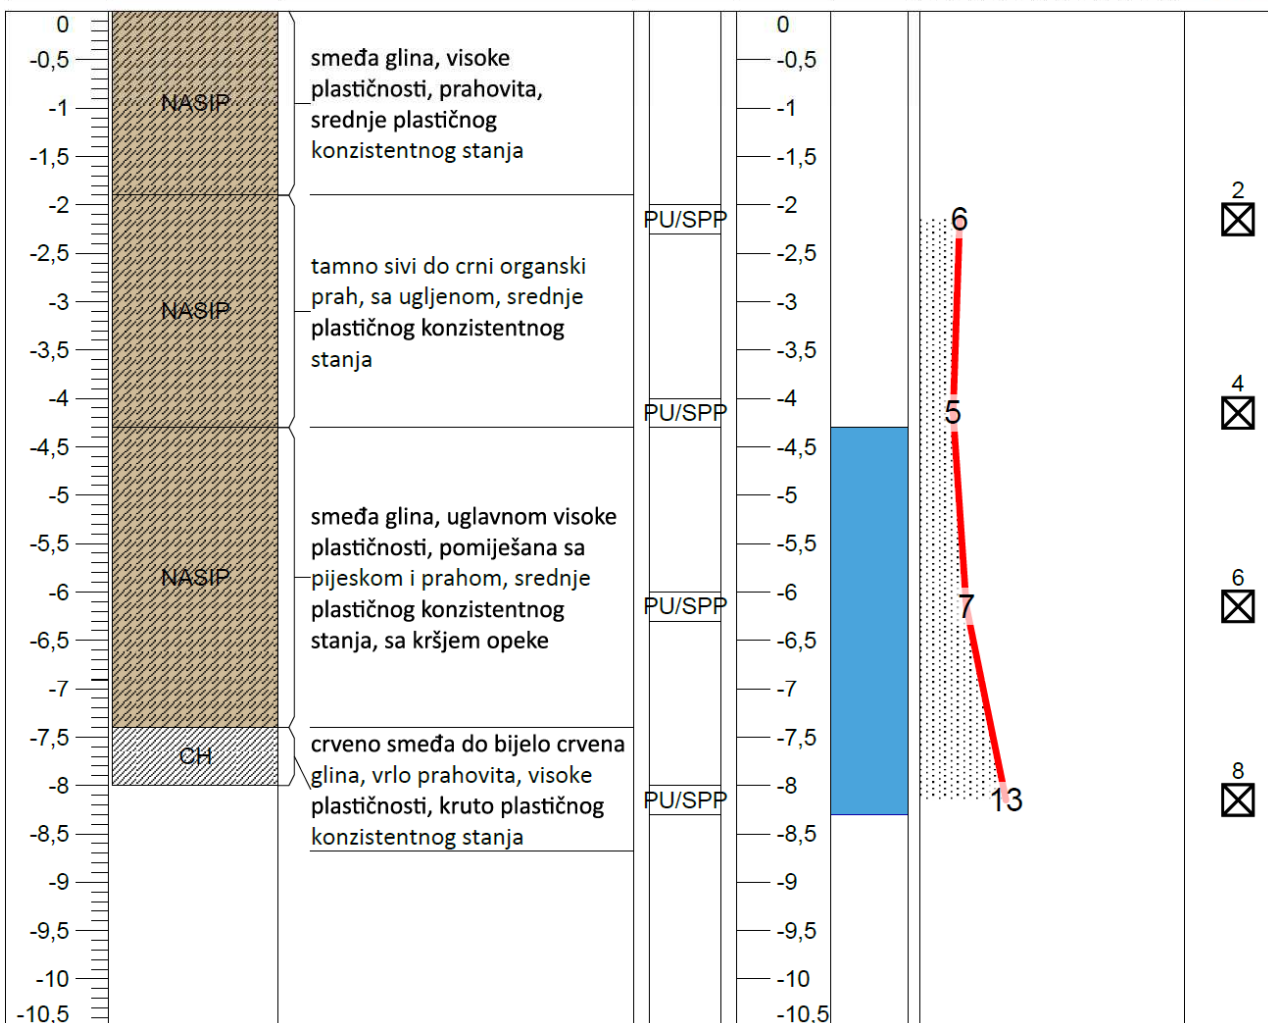 0
-0,5
-1
-1,5
-2
-2,5
-3
-3,5
-4
-4,5
-5
-5,5
-6
-6,5
-7
-7,5
-8
-8,5
-9
-9,5
-10
-10,5
NASIP
NASIP
NASIP
CH
smeđa glina, visoke
plastičnosti, prahovita,
srednje plastičnog
konzistentnog stanja
tamno sivi do crni organski
prah, sa ugljenom, srednje
plastičnog konzistentnog
stanja
smeđa glina, uglavnom visoke
plastičnosti, pomiješana sa
pijeskom i prahom, srednje
plastičnog konzistentnog
stanja, sa kršjem opeke
crveno smeđa do bijelo crvena
glina, vrlo prahovita, visoke
plastičnosti, kruto plastičnog
konzistentnog stanja
PU/SPP
PU/SPP
PU/SPP
PU/SPP
0
-0,5
-1
-1,5
-2
-2,5
-3
-3,5
-4
-4,5
-5
-5,5
-6
-6,5
-7
-7,5
-8
-8,5
-9
-9,5
-10
-10,5
6
5
7
13
2
4
6
8